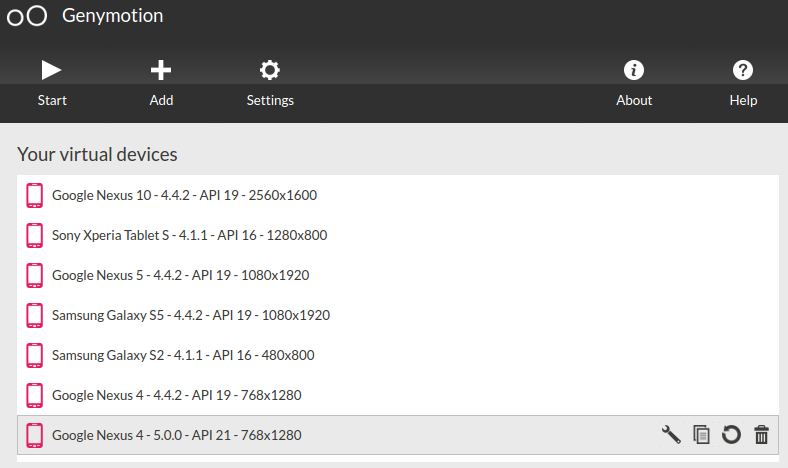 Genymotion
Start Add Settings About Help
Your virtual devices
Google Nexus 10 - 4.4.2 - API 19 - 2560x1600
Sony Xperia Tablet S - 4.1.1 - API 16 - 1280x800
Google Nexus 5 - 4.4.2 - API 19 - 1080x1920
Samsung Galaxy S5 - 4.4.2 - API 19 - 1080x1920
Samsung Galaxy S2 - 4.1.1 - API 16 - 480x800
Google Nexus 4 - 4.4.2 - API 19 - 768x1280
Google Nexus 4 - 5.0.0 - API 21 - 768x1280